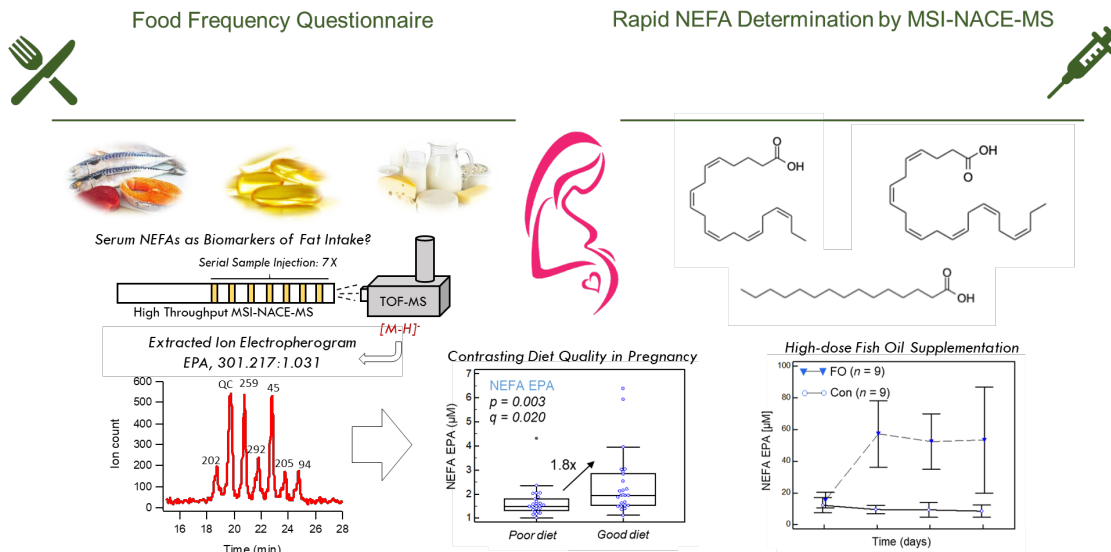 Food Frequency Questionnaire
Rapid NEFA Determination by MSI-NACE-MS
Serum NEFAs as Biomarkers of Fat Intake?
Serial Sample Injection: 7X
TOF-MS
High Throughput MSI-NACE-MS
[M-H]-
Extracted Ion Electropherogram
EPA, 301.217:1.031
Ion count
600
500
400
300
200
100
0
202
QC
259
292
45
205
94
16
18
20
22
24
26
28
Time (min)
Contrasting Diet Quality in Pregnancy
NEFA EPA (µM)
7
6
5
4
3
2
1
NEFA EPA
p = 0.003
q = 0.020
1.8x
Poor diet
Good diet
O
OH
OH
O
O
OH
High-dose Fish Oil Supplementation
NEFA EPA [µM]
100
80
60
40
20
0
FO (n = 9)
Con (n = 9)
Time (days)